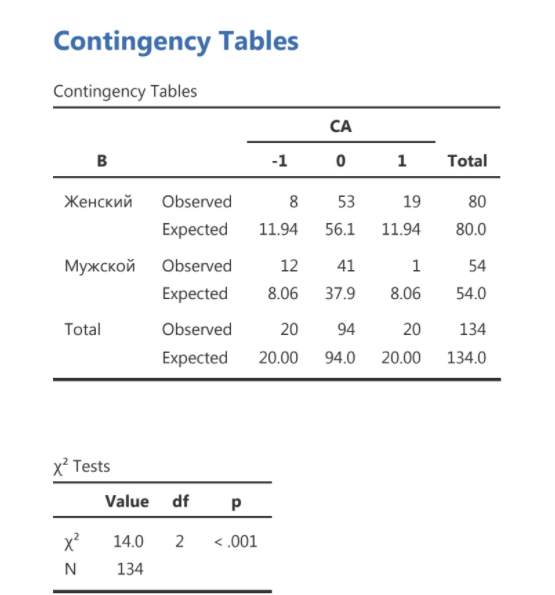 Contingency Tables
Contingency Tables
CA
B -1 0 1 Total
Женский Observed 8 53 19 80
Expected 11.94 56.1 11.94 80.0
Мужской Observed 12 41 1 54
Expected 8.06 37.9 8.06 54.0
Total Observed 20 94 20 134
Expected 20.00 94.0 20.00 134.0
χ² Tests
Value df p
χ² 14.0 2 < .001
N 134